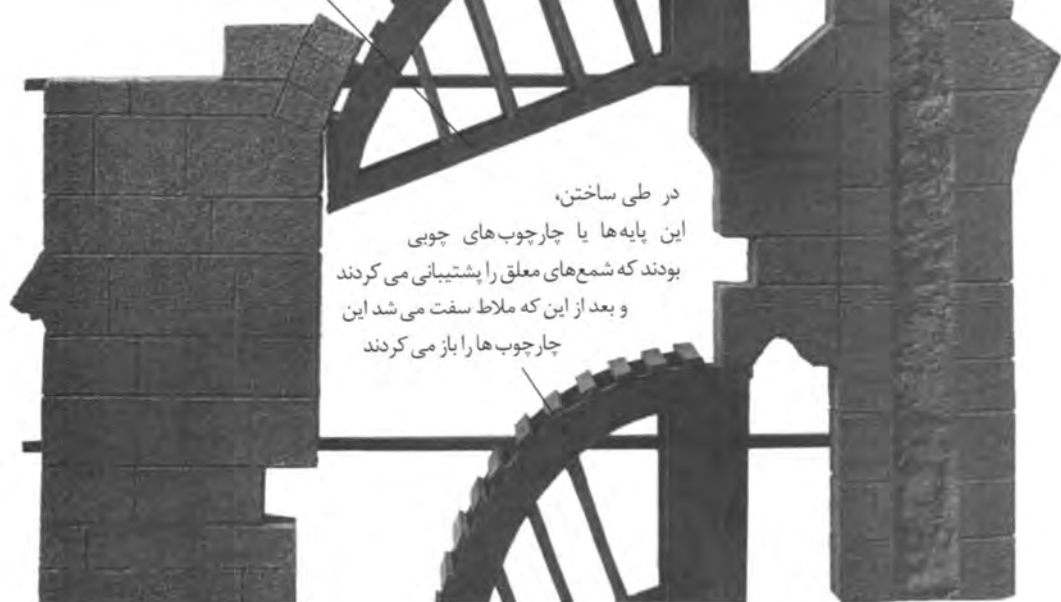 در طی ساختن،
این پایه‌ها یا چارچوب‌های چوبی
بودند که شمع‌های معلق را پشتیبانی می‌کردند
و بعد از این که ملاط سفت می‌شد این
چارچوب‌ها را باز می‌کردند